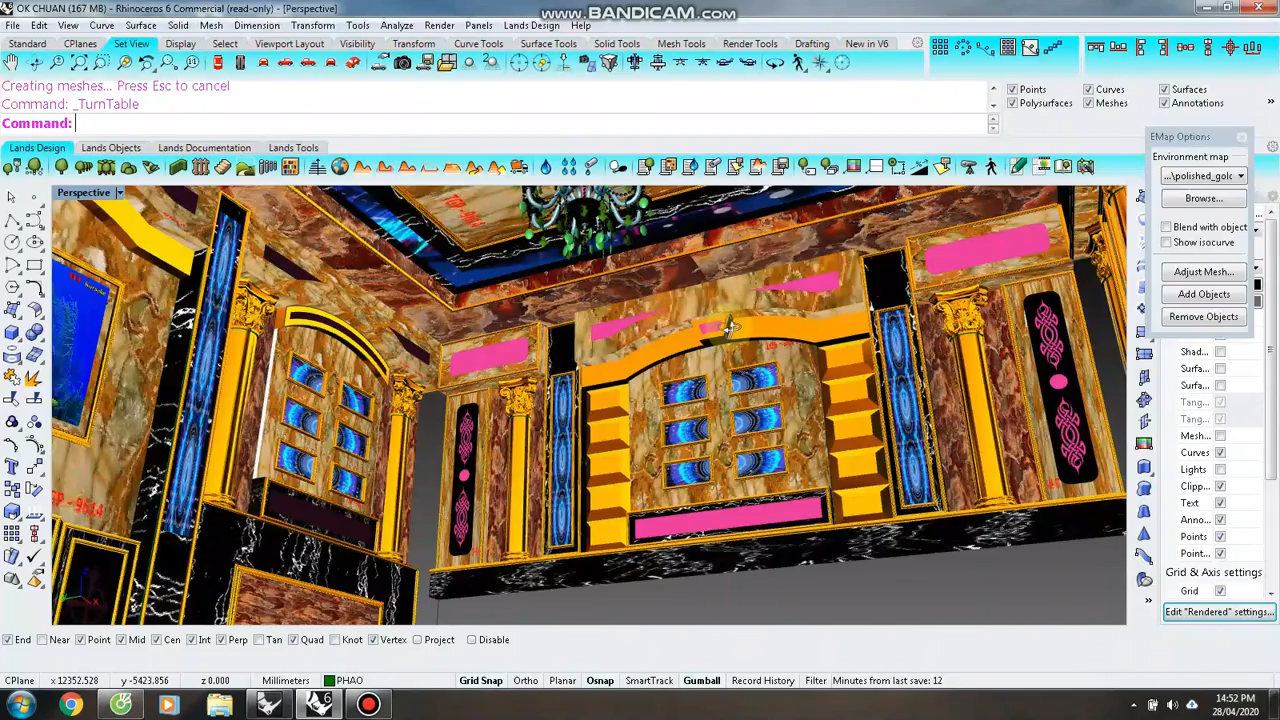 OK CHUAN (167 MB) - Rhinoceros 6 Commercial (read-only) - [Perspective]
www.BANDICAM.com
File Edit View Curve Surface Solid Mesh Dimension Transform Tools Analyze Render Panels Lands Design Help
Standard CPlanes Set View Display Select Viewport Layout Visibility Transform Curve Tools Surface Tools Solid Tools Mesh Tools Render Tools Drafting New in V6
Creating meshes... Press Esc to cancel
Command: _TurnTable
Command:
Points Curves Surfaces
Polysurfaces Meshes Annotations
Lands Design Lands Objects Lands Documentation Lands Tools
EMap Options
Environment map
...\polished_golc
Browse...
Blend with object
Show isocurve
Adjust Mesh...
Add Objects
Remove Objects
Perspective
Shad...
Surfa...
Surfa...
Tang...
Tang...
Mesh...
Curves
Lights
Clipp...
Text
Anno...
Points
Point...
Grid & Axis settings
Grid
Edit "Rendered" settings...
End Near Point Mid Cen Int Perp Tan Quad Knot Vertex Project Disable
CPlane x 12352.528 y -5423.856 z 0.000 Millimeters PHAO Grid Snap Ortho Planar Osnap SmartTrack Gumball Record History Filter Minutes from last save: 12
14:52 PM
28/04/2020